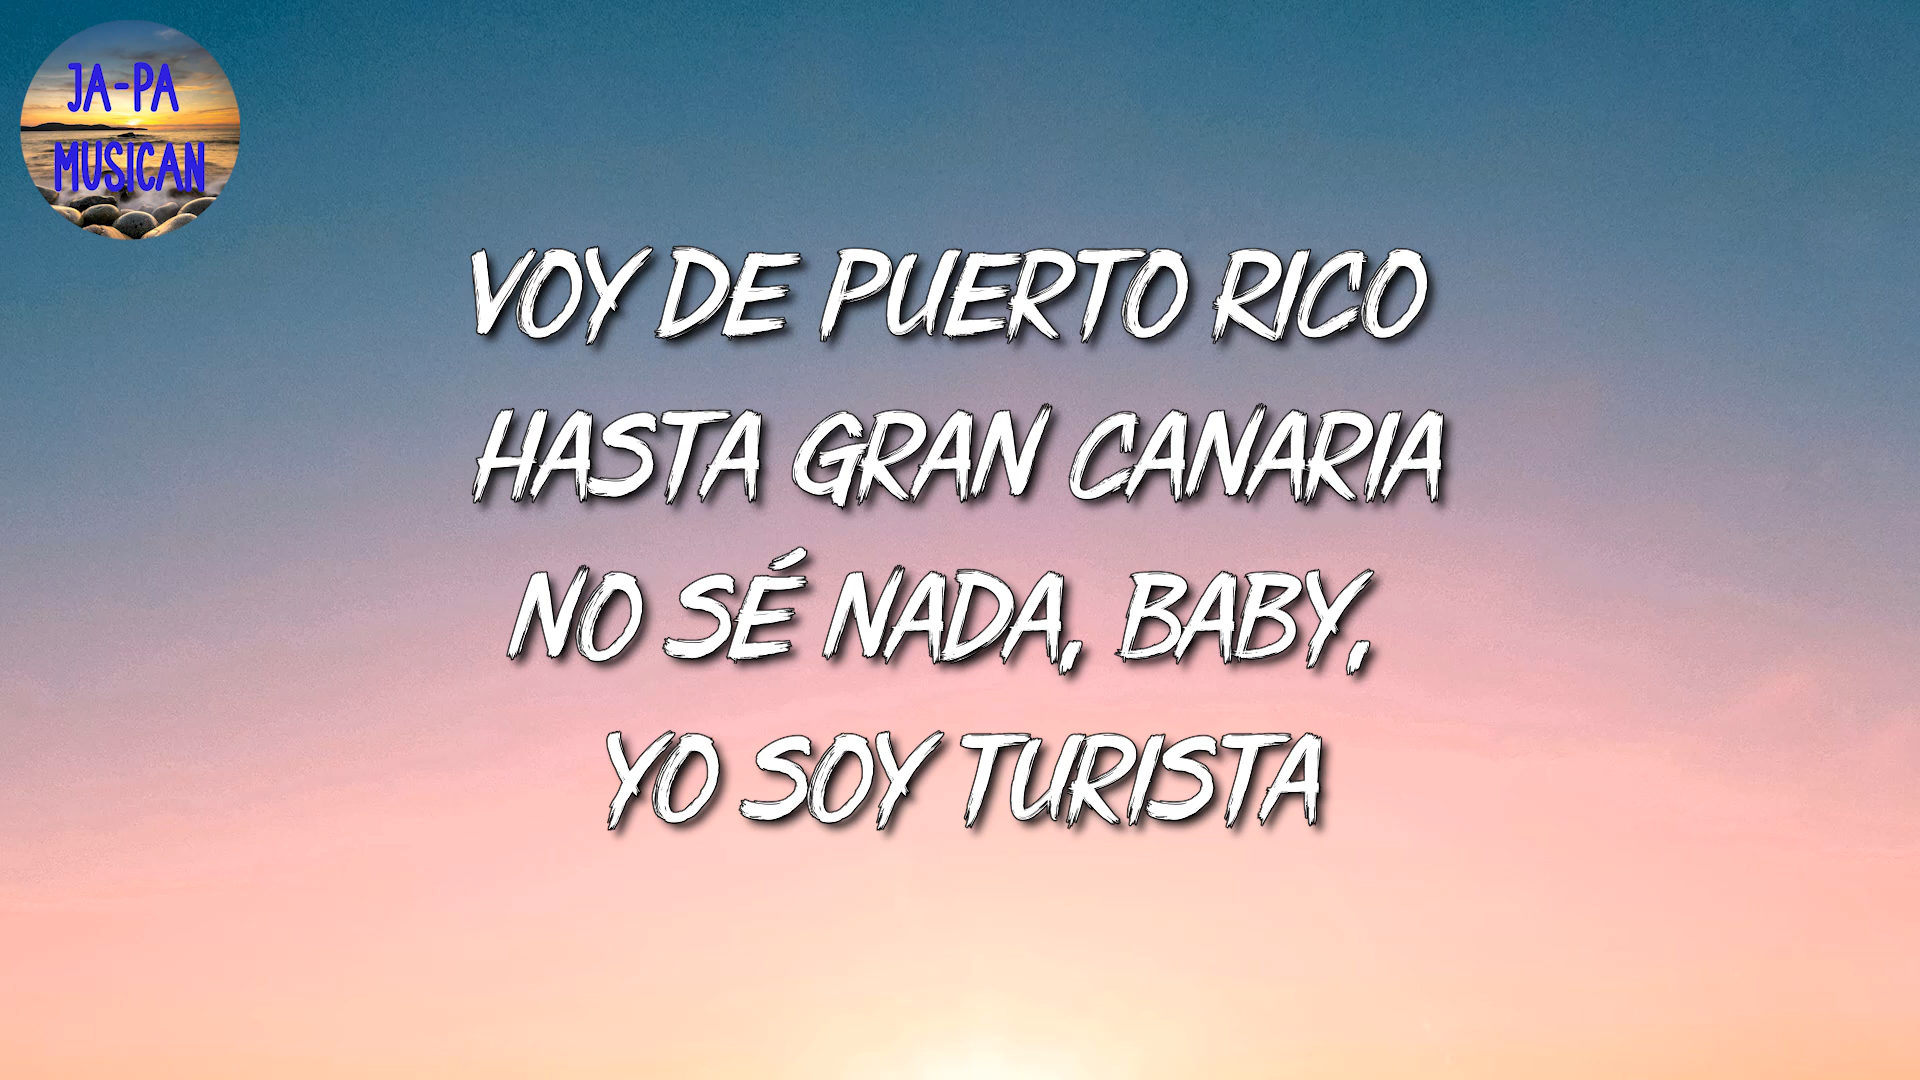 JA-PA
MUSICAN
VOY DE PUERTO RICO
HASTA GRAN CANARIA
NO SÉ NADA, BABY,
YO SOY TURISTA